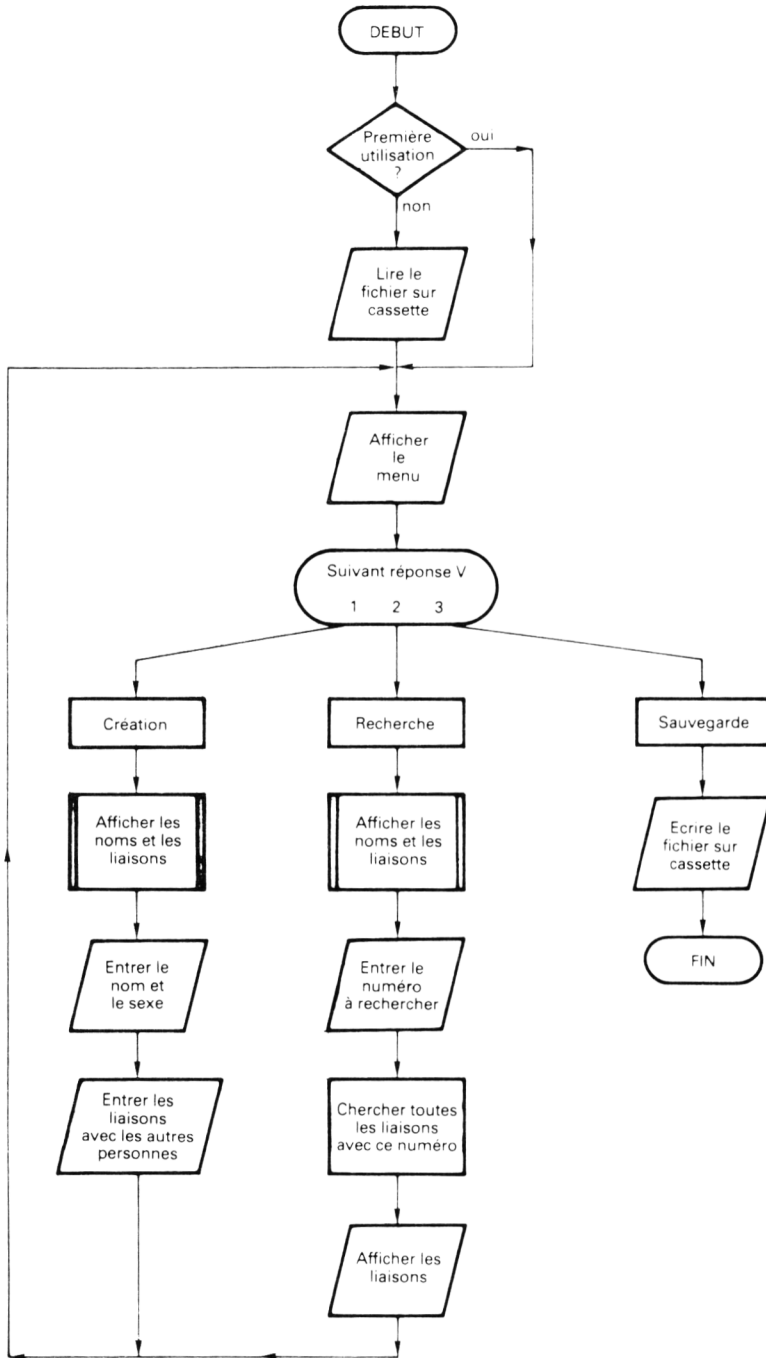 DEBUT
Première
utilisation
?
oui
non
Lire le
fichier sur
cassette
Afficher
le
menu
Suivant réponse V
1 2 3
Création
Afficher les
noms et les
liaisons
Entrer le
nom et
le sexe
Entrer les
liaisons
avec les autres
personnes
Recherche
Afficher les
noms et les
liaisons
Entrer le
numéro
à rechercher
Chercher toutes
les liaisons
avec ce numéro
Afficher les
liaisons
Sauvegarde
Ecrire le
fichier sur
cassette
FIN